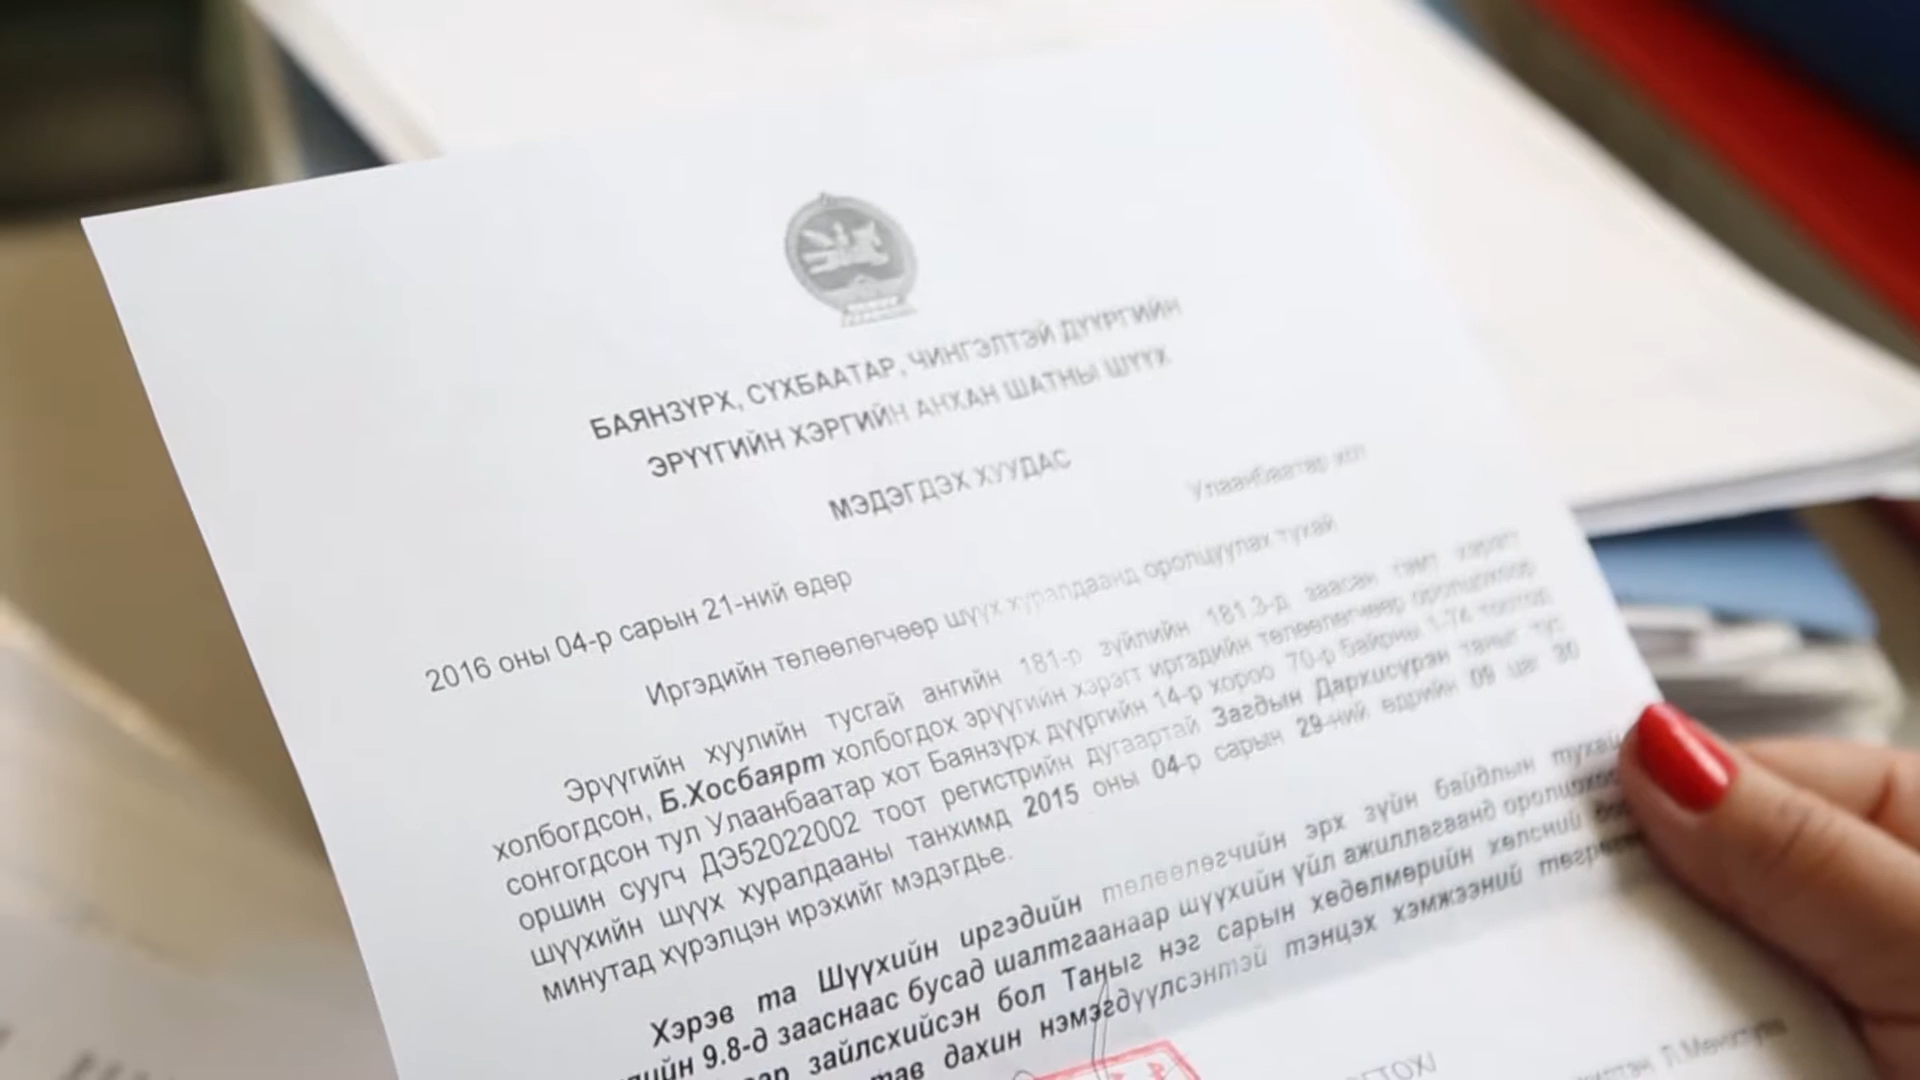 БАЯНЗҮРХ, СҮХБААТАР, ЧИНГЭЛТЭЙ ДҮҮРГИЙН
ЭРҮҮГИЙН ХЭРГИЙН АНХАН ШАТНЫ ШҮҮХ
МЭДЭГДЭХ ХУУДАС
2016 оны 04-р сарын 21-ний өдөр
Улаанбаатар хот
Иргэдийн төлөөлөгчөөр шүүх хуралдаанд оролцуулах тухай
Эрүүгийн хуулийн тусгай ангийн 181-р зүйлийн 181.3-д заасан гэмт хэрэгт
холбогдсон, Б.Хосбаярт холбогдох эрүүгийн хэрэгт иргэдийн төлөөлөгчөөр оролцохоор
сонгогдсон тул Улаанбаатар хот Баянзүрх дүүргийн 14-р хороо 70-р байрны 1-74 тоотод
оршин суугч ДЭ52022002 тоот регистрийн дугаартай Загдын Дархисүрэн таныг тус
шүүхийн шүүх хуралдааны танхимд 2015 оны 04-р сарын 29-ний өдрийн 09 цаг 30
минутад хүрэлцэн ирэхийг мэдэгдье.
Хэрэв та Шүүхийн иргэдийн төлөөлөгчийн эрх зүйн байдлын тухай
9.8-д зааснаас бусад шалтгаанаар шүүхийн үйл ажиллагаанд
зайлсхийсэн бол Таныг нэг сарын хөдөлмөрийн хөлсний
дахин нэмэгдүүлсэнтэй тэнцэх хэмжээний